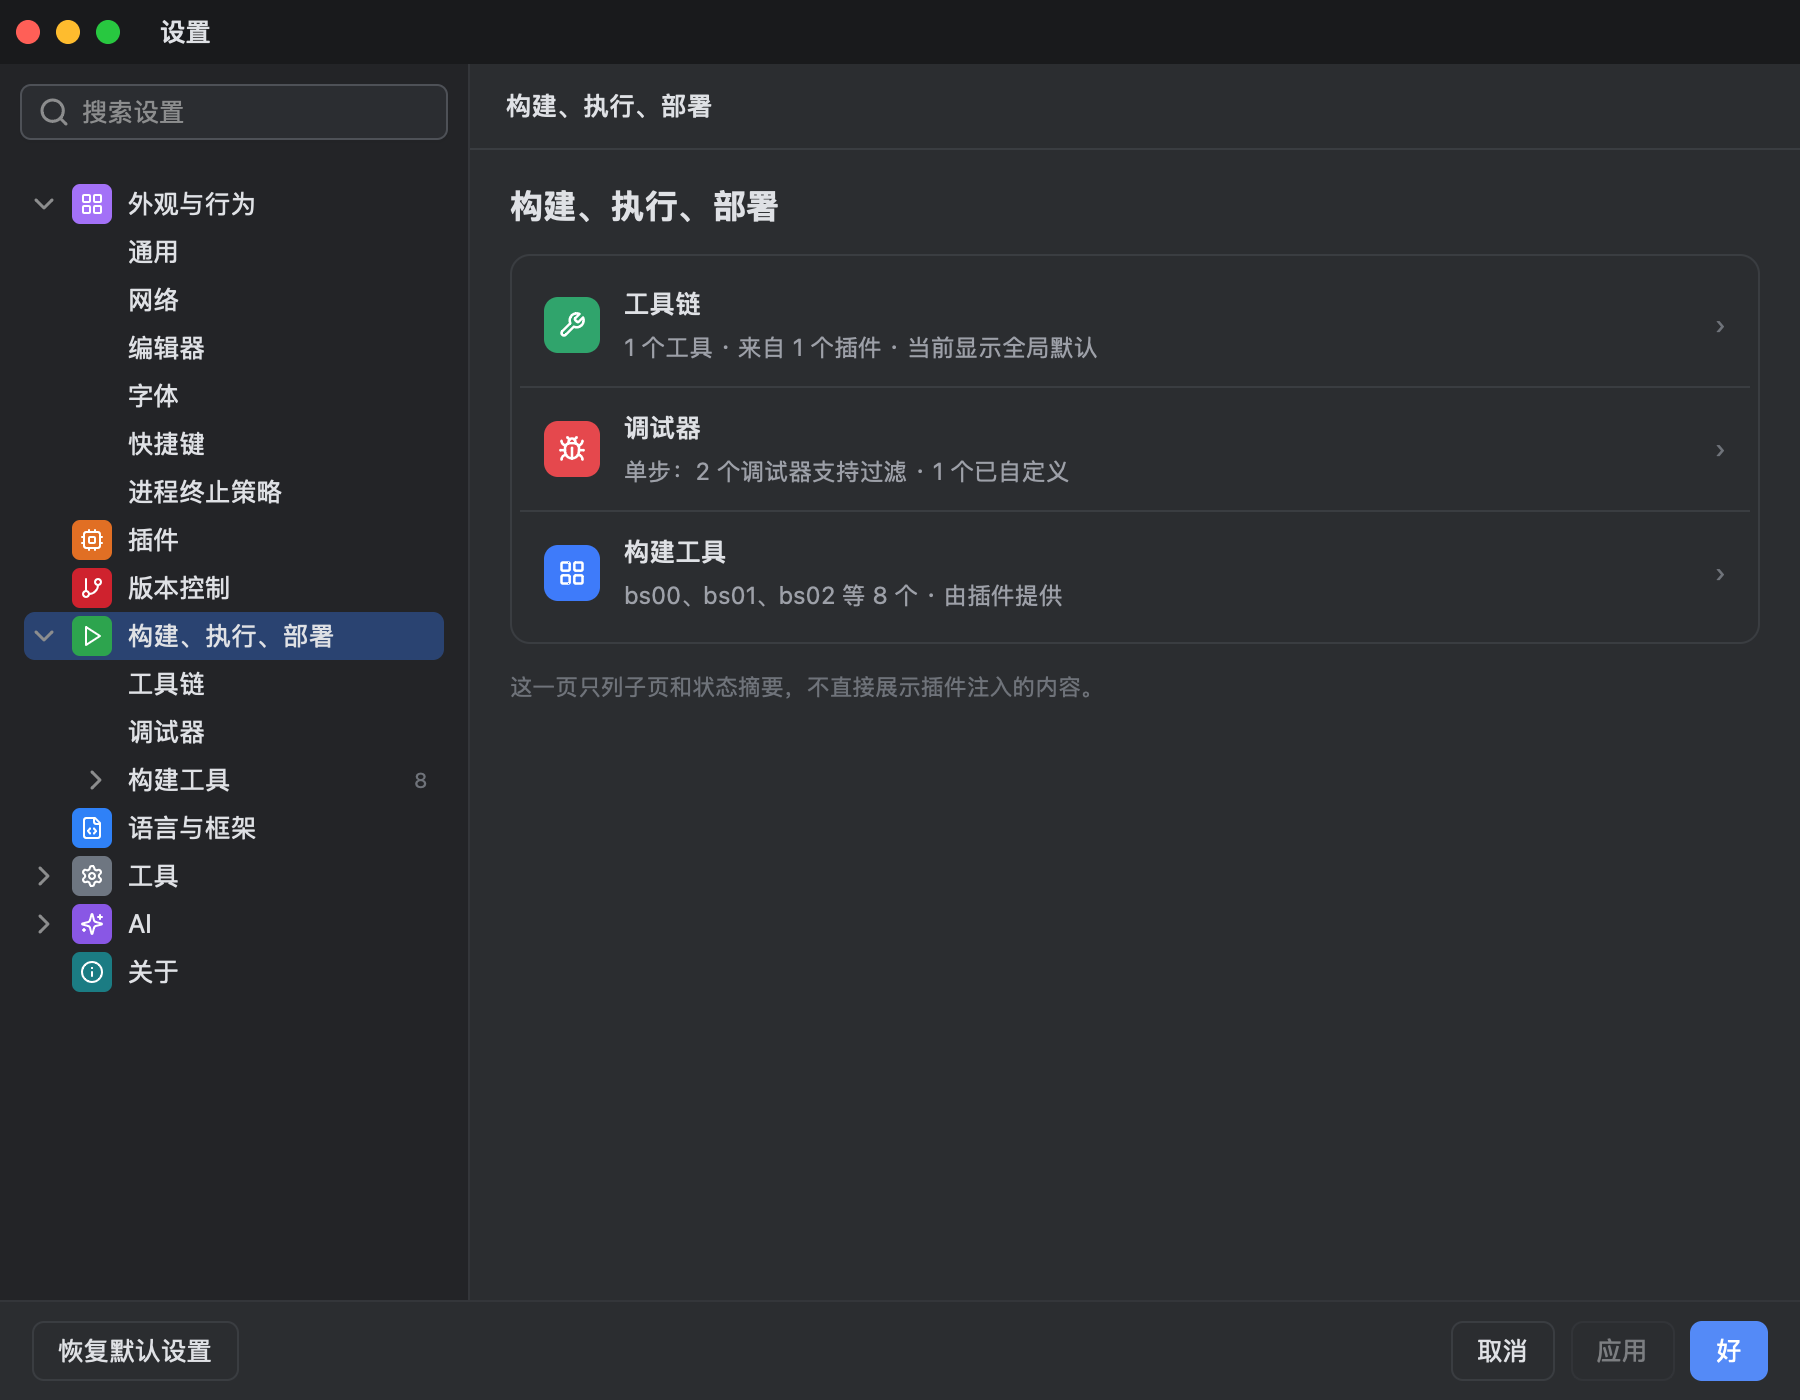 设置
搜索设置
外观与行为
通用
网络
编辑器
字体
快捷键
进程终止策略
插件
版本控制
构建、执行、部署
工具链
调试器
构建工具 8
语言与框架
工具
AI
关于
构建、执行、部署
构建、执行、部署
工具链
1 个工具 · 来自 1 个插件 · 当前显示全局默认
调试器
单步：2 个调试器支持过滤 · 1 个已自定义
构建工具
bs00、bs01、bs02 等 8 个 · 由插件提供
这一页只列子页和状态摘要，不直接展示插件注入的内容。
恢复默认设置
取消
应用
好